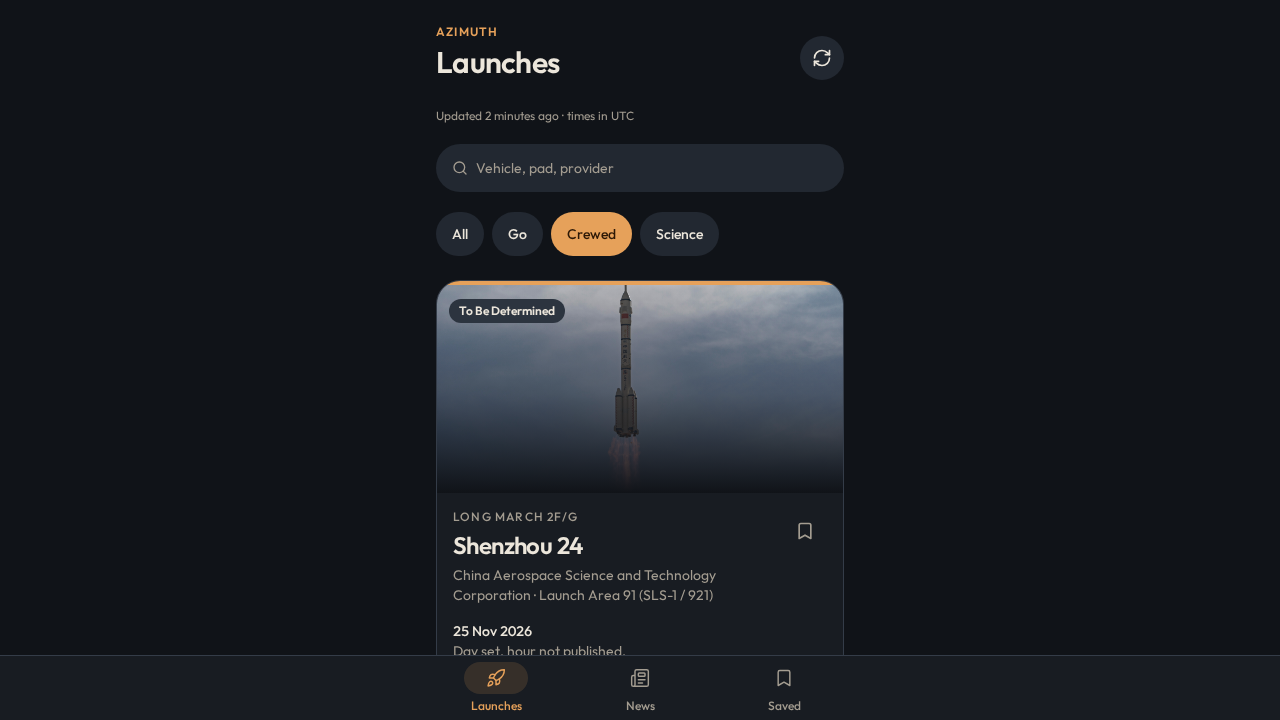 AZIMUTH
Launches
Updated 2 minutes ago · times in UTC
Vehicle, pad, provider
All
Go
Crewed
Science
To Be Determined
LONG MARCH 2F/G
Shenzhou 24
China Aerospace Science and Technology
Corporation · Launch Area 91 (SLS-1 / 921)
25 Nov 2026
Day set, hour not published.
Launches
News
Saved